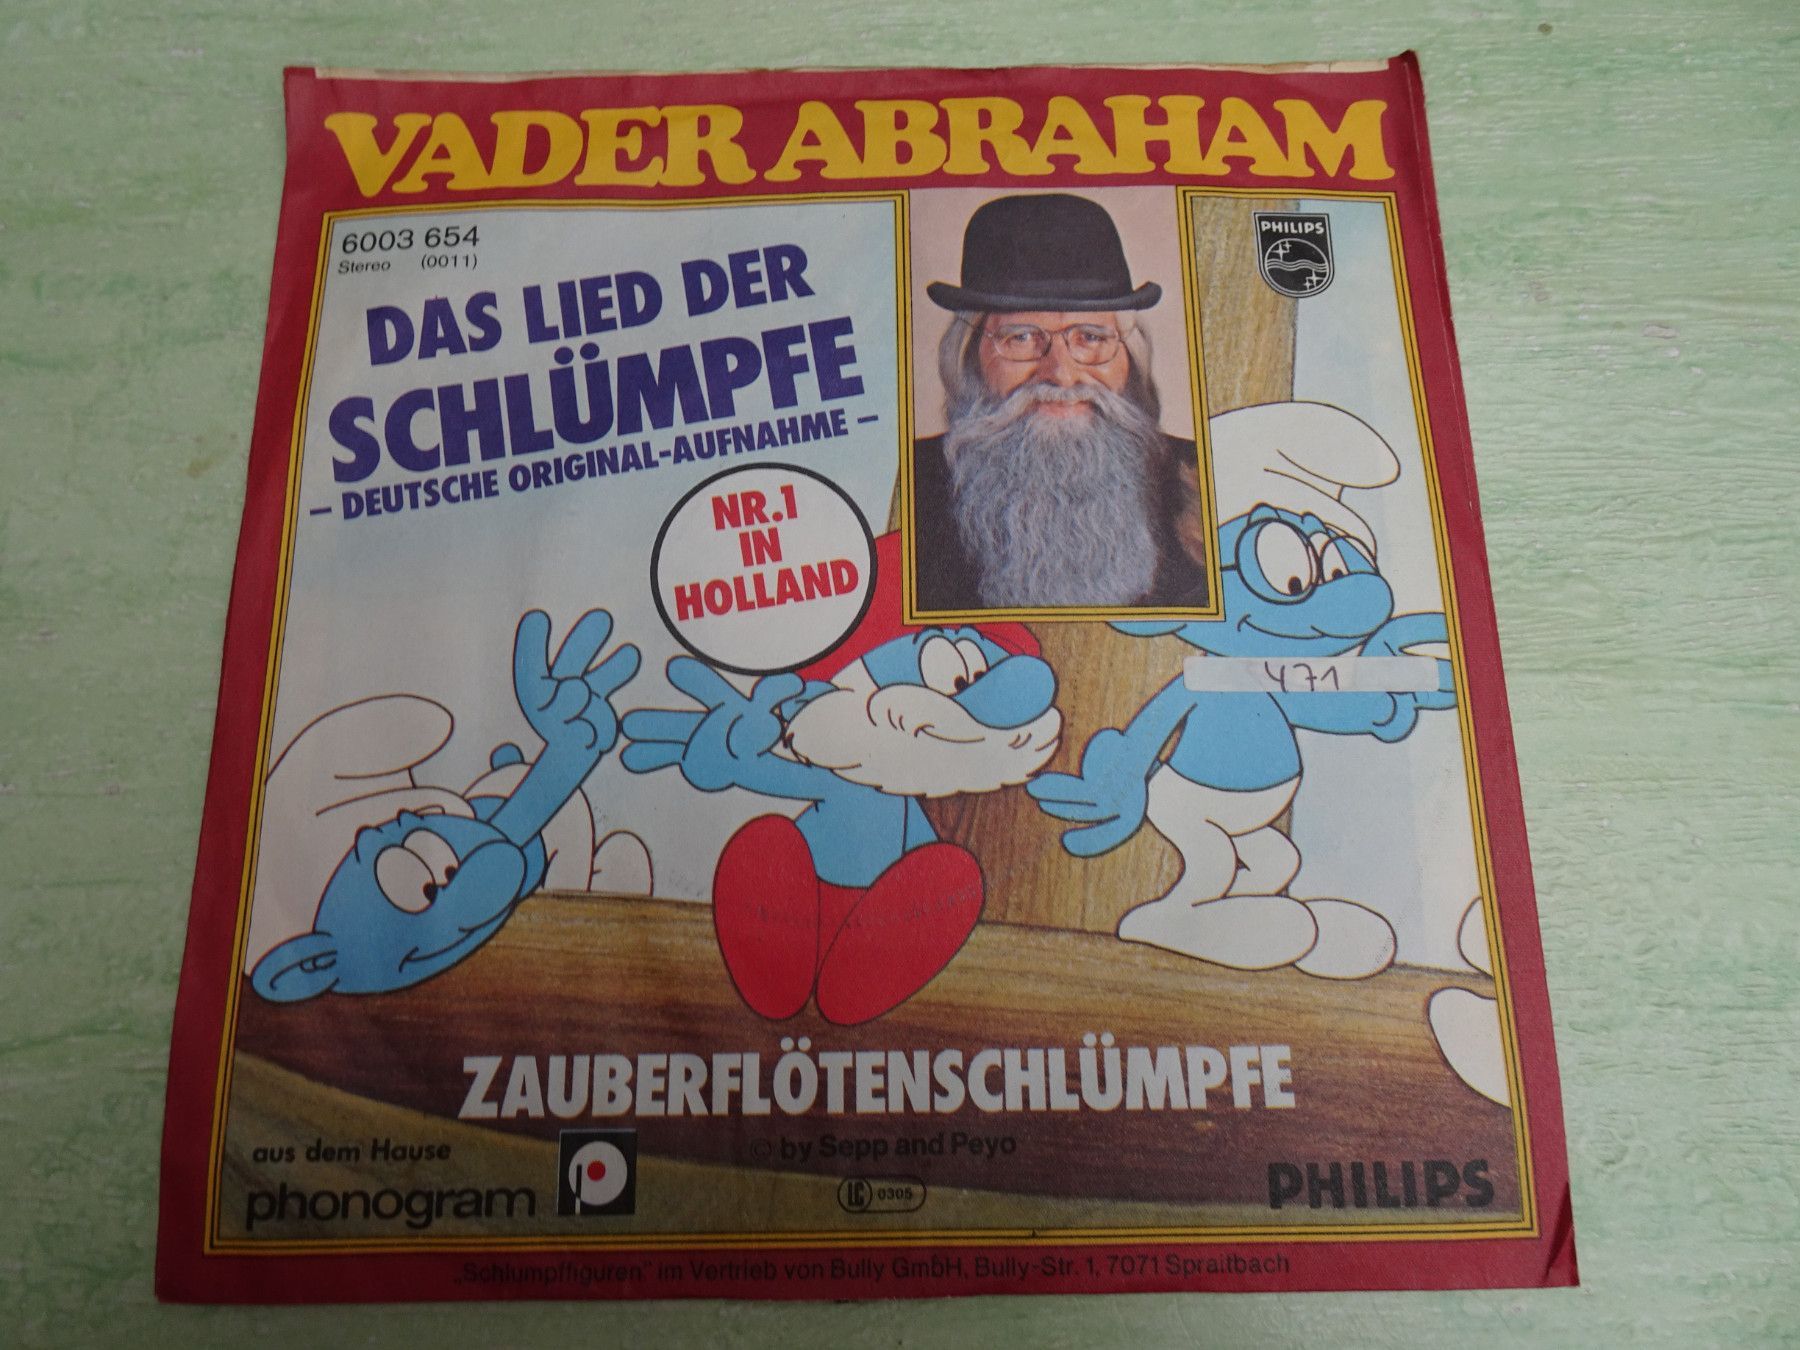 VADER ABRAHAM
6003 654
Stereo (0011)
PHILIPS
DAS LIED DER
SCHLÜMPFE
– DEUTSCHE ORIGINAL-AUFNAHME –
NR.1
IN
HOLLAND
471
ZAUBERFLÖTENSCHLÜMPFE
aus dem Hause
phonogram
© by Sepp and Peyo
LC 0305
PHILIPS
„Schlumpffiguren" im Vertrieb von Bully GmbH, Bully-Str. 1, 7071 Spraitbach